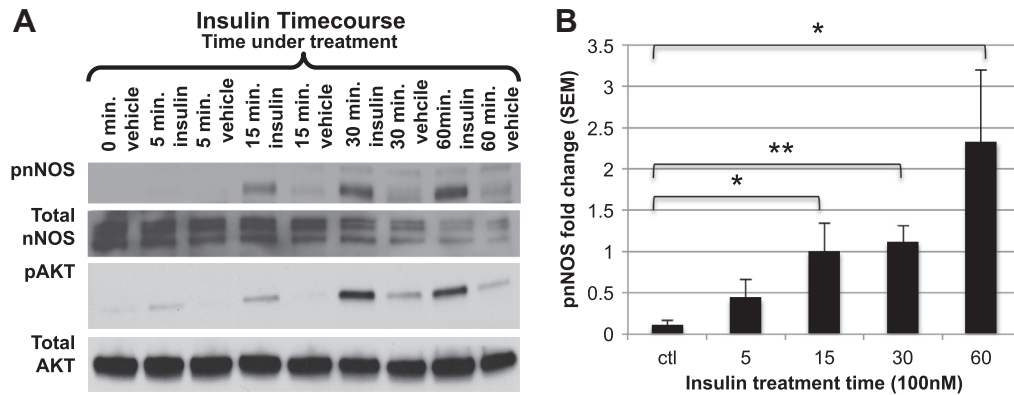 A
Insulin Timecourse
Time under treatment
0 min.
vehicle
5 min.
insulin
5 min.
vehicle
15 min.
insulin
15 min.
vehicle
30 min.
insulin
30 min.
vehcile
60min.
insulin
60 min.
vehicle
pnNOS
Total
nNOS
pAKT
Total
AKT
B
pnNOS fold change (SEM)
3.5
3
2.5
2
1.5
1
0.5
0
*
**
*
ctl 5 15 30 60
Insulin treatment time (100nM)